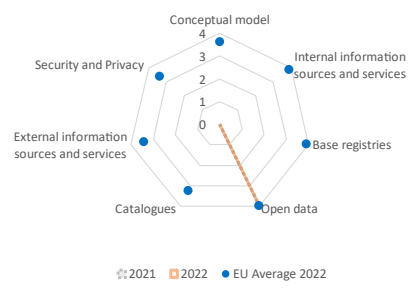 Conceptual model
4
3
2
1
0
Internal information
sources and services
Base registries
Open data
Catalogues
External information
sources and services
Security and Privacy
2021 2022 EU Average 2022